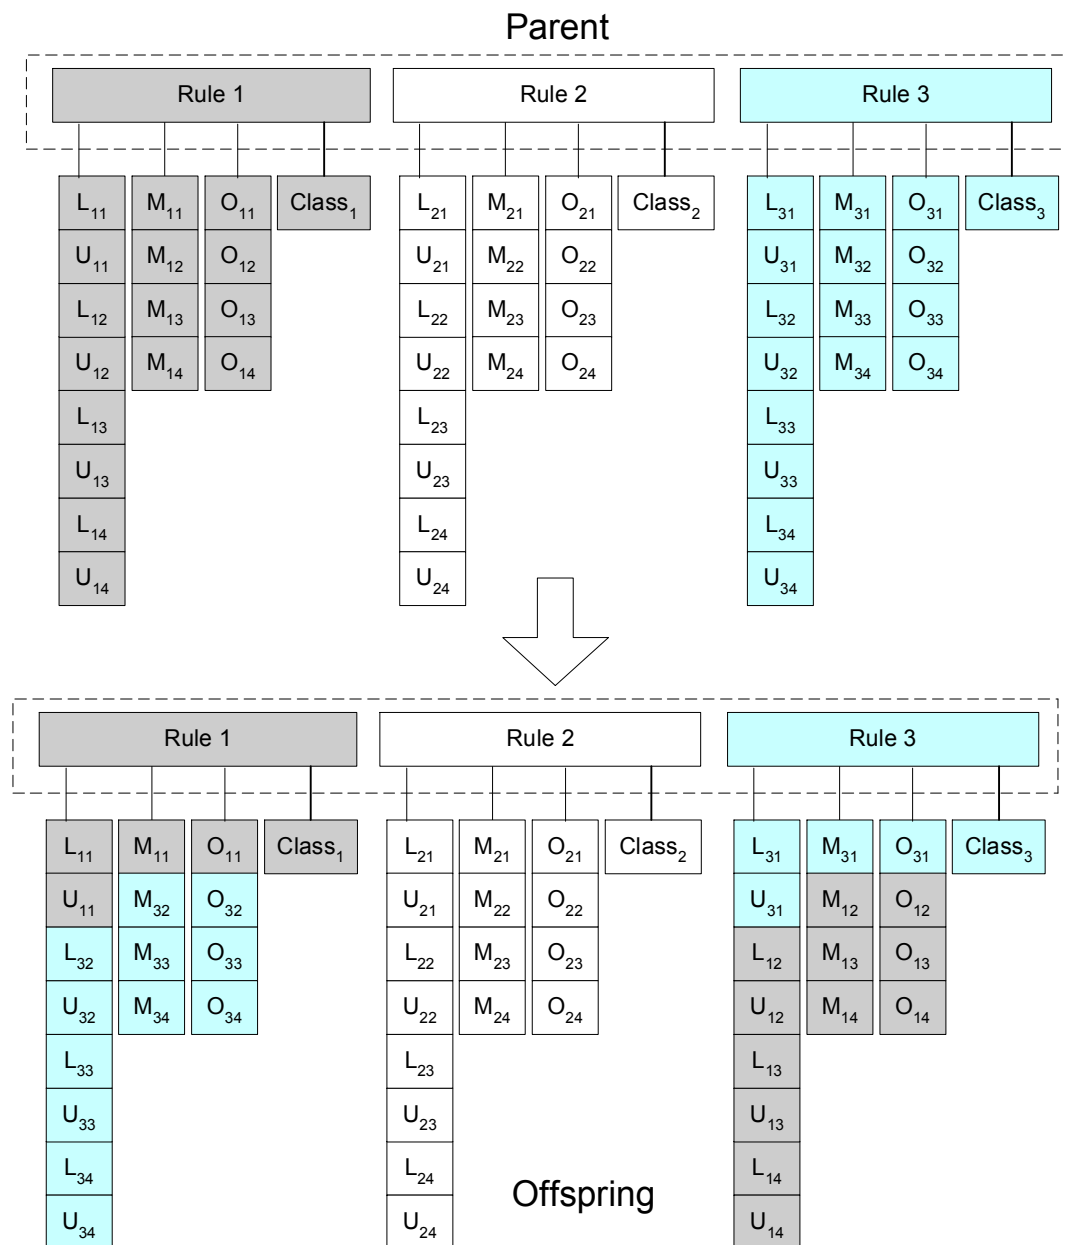 Parent
Rule 1 Rule 2 Rule 3
L11 M11 O11 Class1 L21 M21 O21 Class2 L31 M31 O31 Class3
U11 M12 O12 U21 M22 O22 U31 M32 O32
L12 M13 O13 L22 M23 O23 L32 M33 O33
U12 M14 O14 U22 M24 O24 U32 M34 O34
L13 L23 L33
U13 U23 U33
L14 L24 L34
U14 U24 U34
Rule 1 Rule 2 Rule 3
L11 M11 O11 Class1 L21 M21 O21 Class2 L31 M31 O31 Class3
U11 M32 O32 U21 M22 O22 U31 M12 O12
L32 M33 O33 L22 M23 O23 L12 M13 O13
U32 M34 O34 U22 M24 O24 U12 M14 O14
L33 L23 L13
U33 U23 U13
L34 L24 L14
Offspring
U34 U24 U14